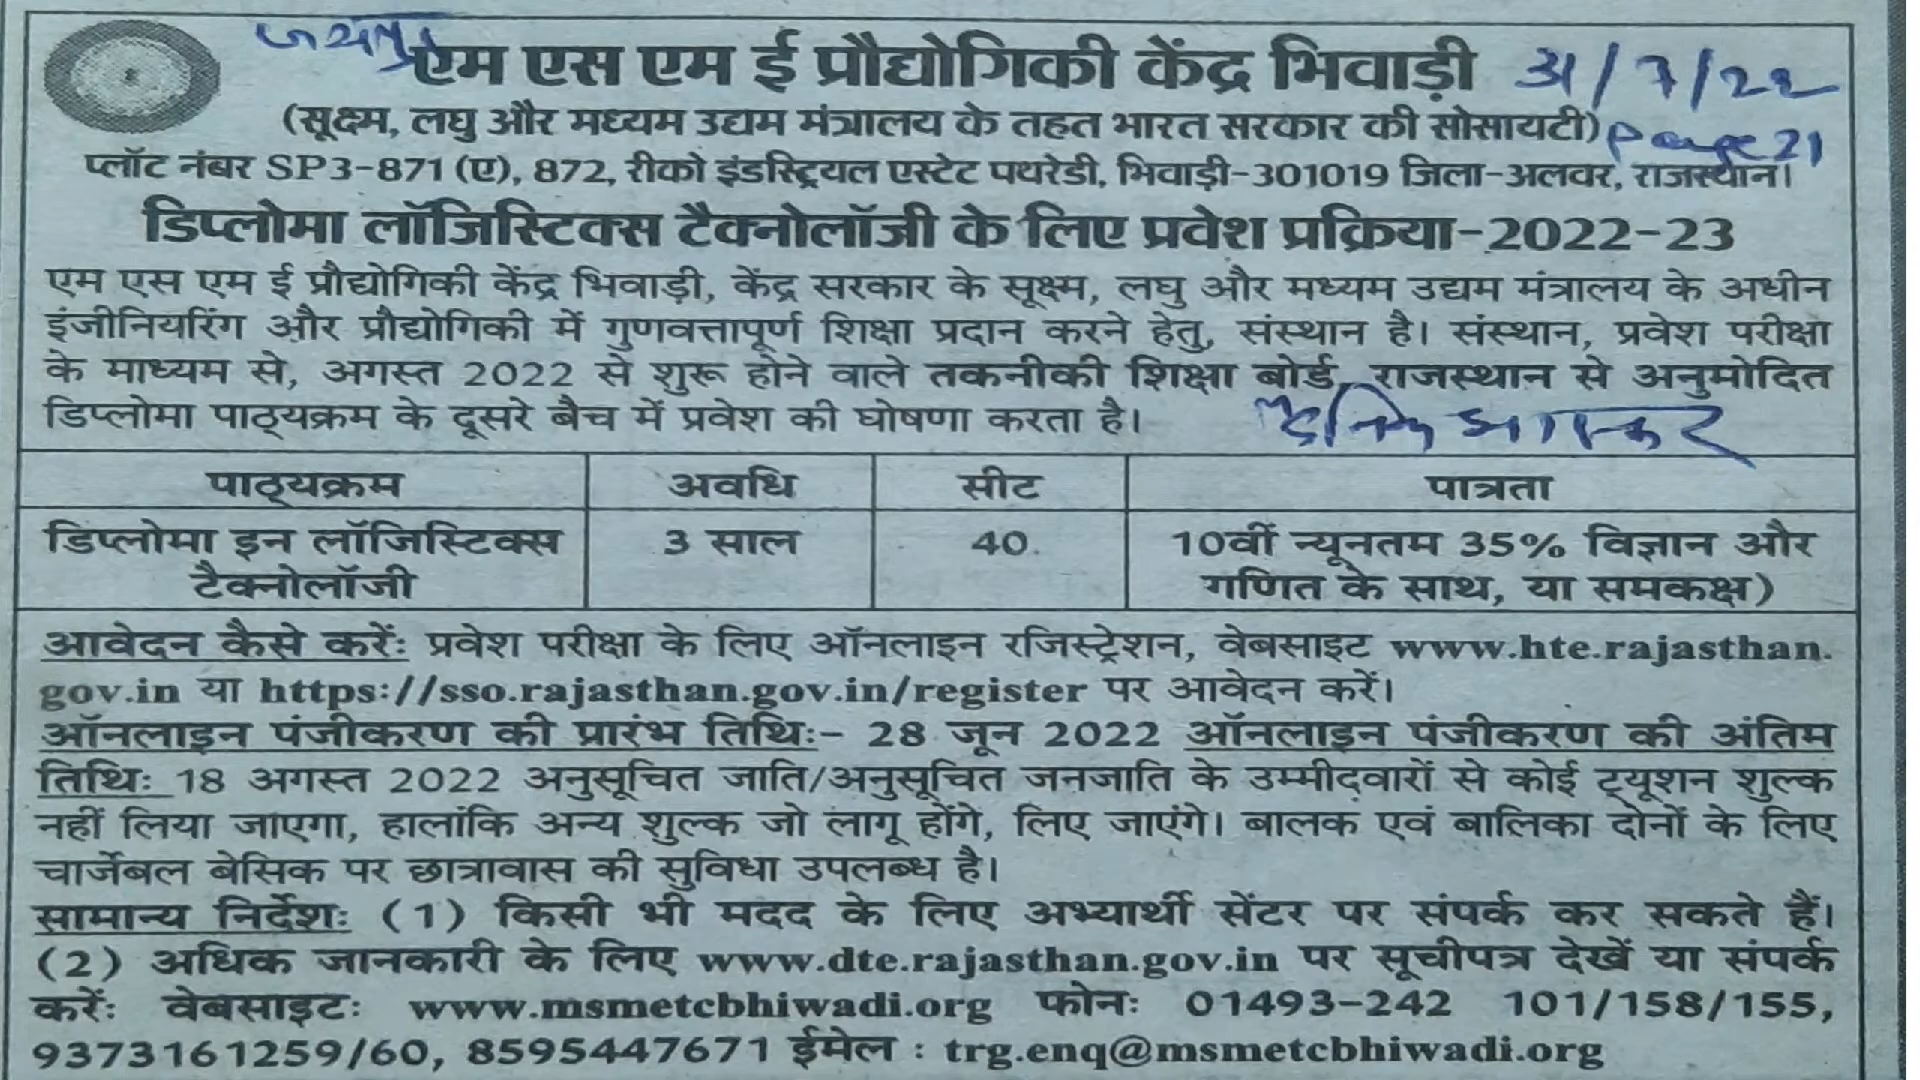 जयपुर
एम एस एम ई प्रौद्योगिकी केंद्र भिवाड़ी 31/7/22
(सूक्ष्म, लघु और मध्यम उद्यम मंत्रालय के तहत भारत सरकार की सोसायटी) page 21
प्लॉट नंबर SP3-871 (ए), 872, रीको इंडस्ट्रियल एस्टेट पथरेडी, भिवाड़ी-301019 जिला-अलवर, राजस्थान।
डिप्लोमा लॉजिस्टिक्स टैक्नोलॉजी के लिए प्रवेश प्रक्रिया-2022-23
एम एस एम ई प्रौद्योगिकी केंद्र भिवाड़ी, केंद्र सरकार के सूक्ष्म, लघु और मध्यम उद्यम मंत्रालय के अधीन
इंजीनियरिंग और प्रौद्योगिकी में गुणवत्तापूर्ण शिक्षा प्रदान करने हेतु, संस्थान है। संस्थान, प्रवेश परीक्षा
के माध्यम से, अगस्त 2022 से शुरू होने वाले तकनीकी शिक्षा बोर्ड, राजस्थान से अनुमोदित
डिप्लोमा पाठ्यक्रम के दूसरे बैच में प्रवेश की घोषणा करता है। दैनिक भास्कर
पाठ्यक्रम अवधि सीट पात्रता
डिप्लोमा इन लॉजिस्टिक्स 3 साल 40 10वीं न्यूनतम 35% विज्ञान और
टैक्नोलॉजी गणित के साथ, या समकक्ष)
आवेदन कैसे करें: प्रवेश परीक्षा के लिए ऑनलाइन रजिस्ट्रेशन, वेबसाइट www.hte.rajasthan.
gov.in या https://sso.rajasthan.gov.in/register पर आवेदन करें।
ऑनलाइन पंजीकरण की प्रारंभ तिथि:- 28 जून 2022 ऑनलाइन पंजीकरण की अंतिम
तिथि: 18 अगस्त 2022 अनुसूचित जाति/अनुसूचित जनजाति के उम्मीदवारों से कोई ट्यूशन शुल्क
नहीं लिया जाएगा, हालांकि अन्य शुल्क जो लागू होंगे, लिए जाएंगे। बालक एवं बालिका दोनों के लिए
चार्जेबल बेसिक पर छात्रावास की सुविधा उपलब्ध है।
सामान्य निर्देश: (1) किसी भी मदद के लिए अभ्यार्थी सेंटर पर संपर्क कर सकते हैं।
(2) अधिक जानकारी के लिए www.dte.rajasthan.gov.in पर सूचीपत्र देखें या संपर्क
करें: वेबसाइट: www.msmetcbhiwadi.org फोन: 01493-242 101/158/155,
9373161259/60, 8595447671 ईमेल : trg.enq@msmetcbhiwadi.org